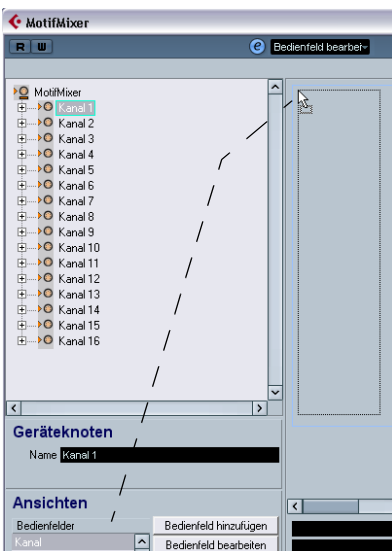 MotifMixer
R W e Bedienfeld bearbei
MotifMixer
Kanal 1
Kanal 2
Kanal 3
Kanal 4
Kanal 5
Kanal 6
Kanal 7
Kanal 8
Kanal 9
Kanal 10
Kanal 11
Kanal 12
Kanal 13
Kanal 14
Kanal 15
Kanal 16
Geräteknoten
Name Kanal 1
Ansichten
Bedienfelder Bedienfeld hinzufügen
Kanal Bedienfeld bearbeiten